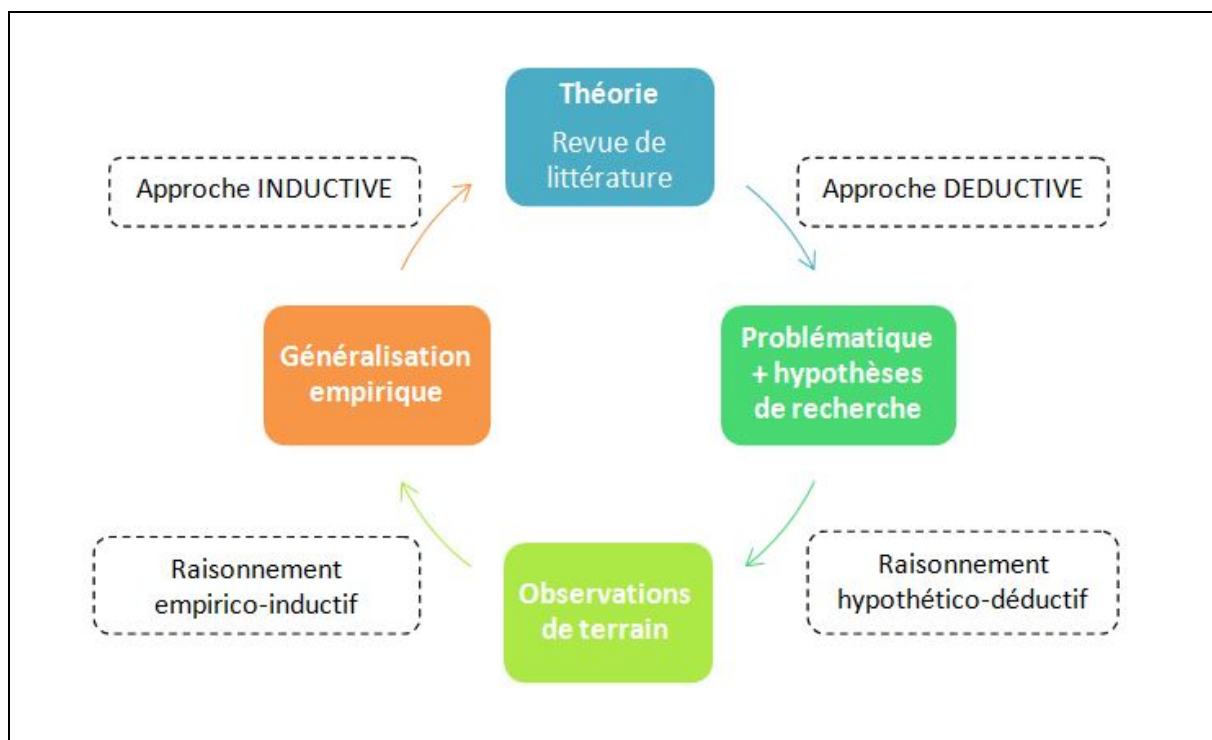 Théorie
Revue de
littérature
Approche INDUCTIVE
Approche DEDUCTIVE
Généralisation
empirique
Problématique
+ hypothèses
de recherche
Raisonnement
empirico-inductif
Observations
de terrain
Raisonnement
hypothético-déductif